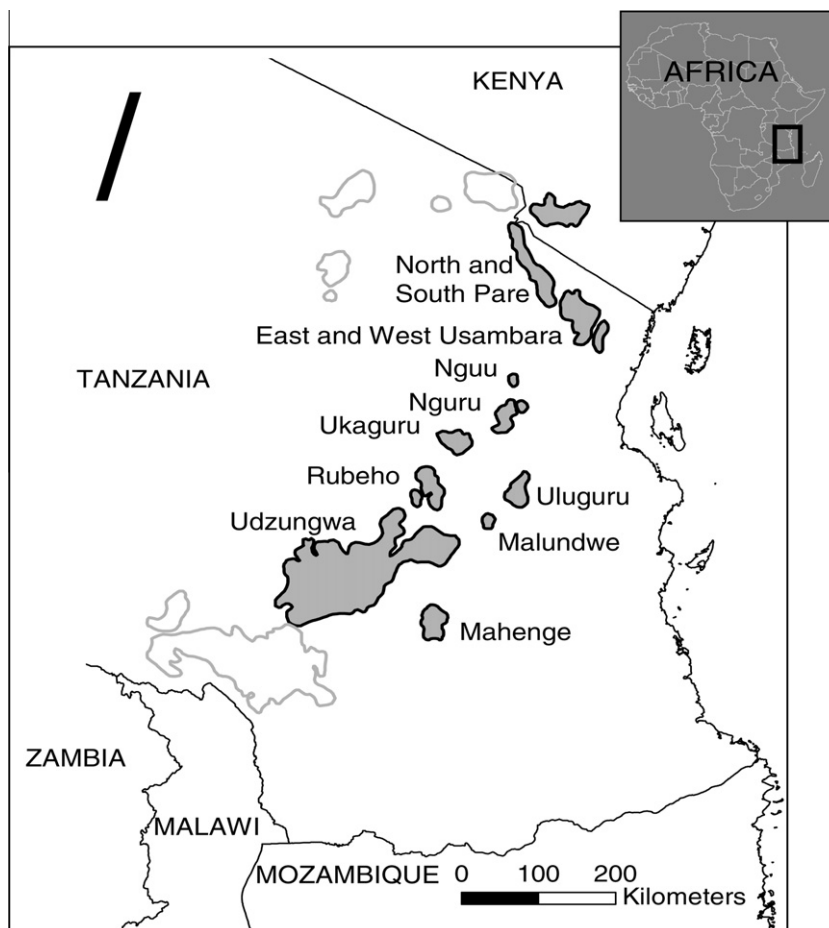 KENYA
AFRICA
North and
South Pare
East and West Usambara
Nguu
TANZANIA
Nguru
Ukaguru
Rubeho
Uluguru
Udzungwa
Malundwe
Mahenge
ZAMBIA
MALAWI
MOZAMBIQUE
0 100 200
Kilometers